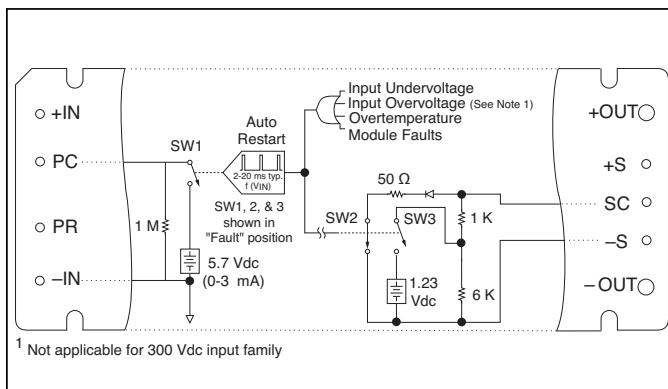 Input Undervoltage
Input Overvoltage (See Note 1)
Overtemperature
Module Faults
+IN
PC
PR
–IN
SW1
Auto
Restart
2-20 ms typ.
f (VIN)
SW1, 2, & 3
shown in
"Fault" position
1 M
5.7 Vdc
(0-3 mA)
50 Ω
SW2
SW3
1 K
1.23
Vdc
6 K
+OUT
+S
SC
–S
–OUT
1 Not applicable for 300 Vdc input family